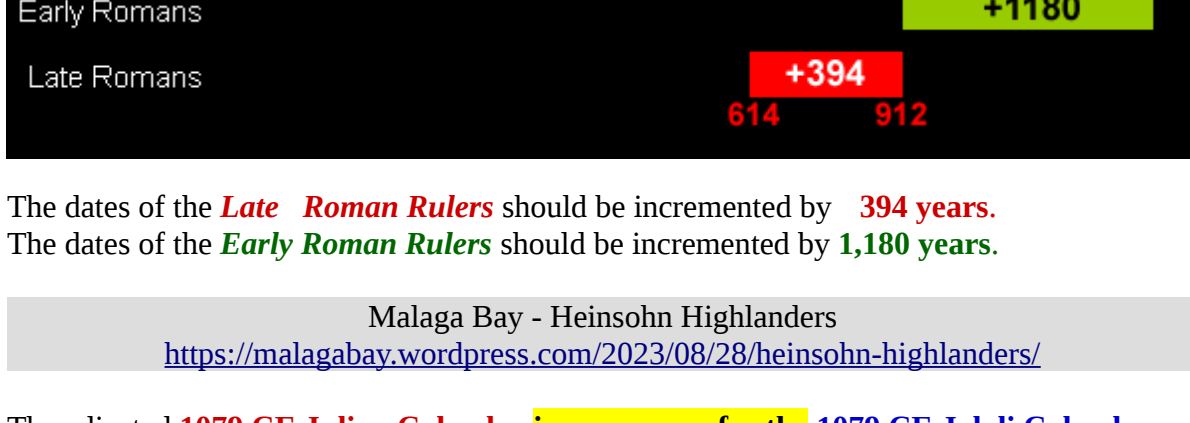 Early Romans +1180
Late Romans +394
614 912
The dates of the Late Roman Rulers should be incremented by 394 years.
The dates of the Early Roman Rulers should be incremented by 1,180 years.
Malaga Bay - Heinsohn Highlanders
https://malagabay.wordpress.com/2023/08/28/heinsohn-highlanders/